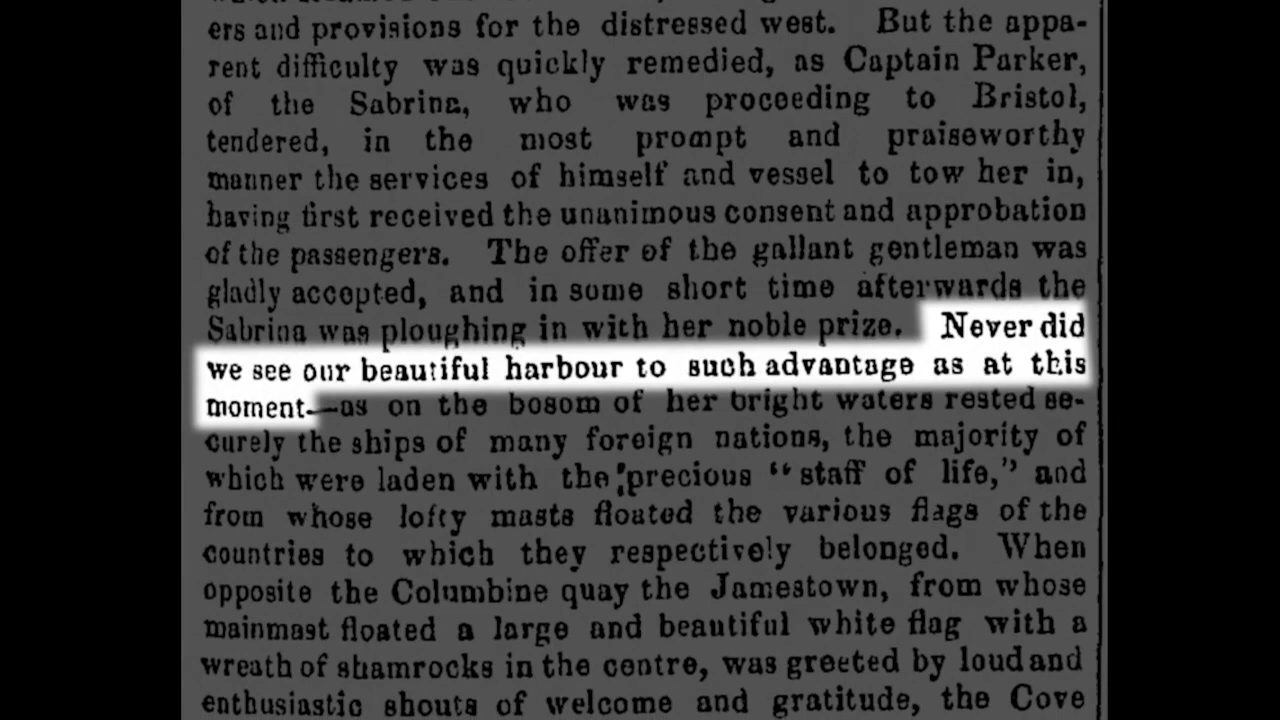 ers and provisions for the distressed west. But the appa-
rent difficulty was quickly remedied, as Captain Parker,
of the Sabrina, who was proceeding to Bristol,
tendered, in the most prompt and praiseworthy
manner the services of himself and vessel to tow her in,
having first received the unanimous consent and approbation
of the passengers. The offer of the gallant gentleman was
gladly accepted, and in some short time afterwards the
Sabrina was ploughing in with her noble prize. Never did
we see our beautiful harbour to such advantage as at this
moment—as on the bosom of her bright waters rested se-
curely the ships of many foreign nations, the majority of
which were laden with the precious "staff of life," and
from whose lofty masts floated the various flags of the
countries to which they respectively belonged. When
opposite the Columbine quay the Jamestown, from whose
mainmast floated a large and beautiful white flag with a
wreath of shamrocks in the centre, was greeted by loud and
enthusiastic shouts of welcome and gratitude, the Cove